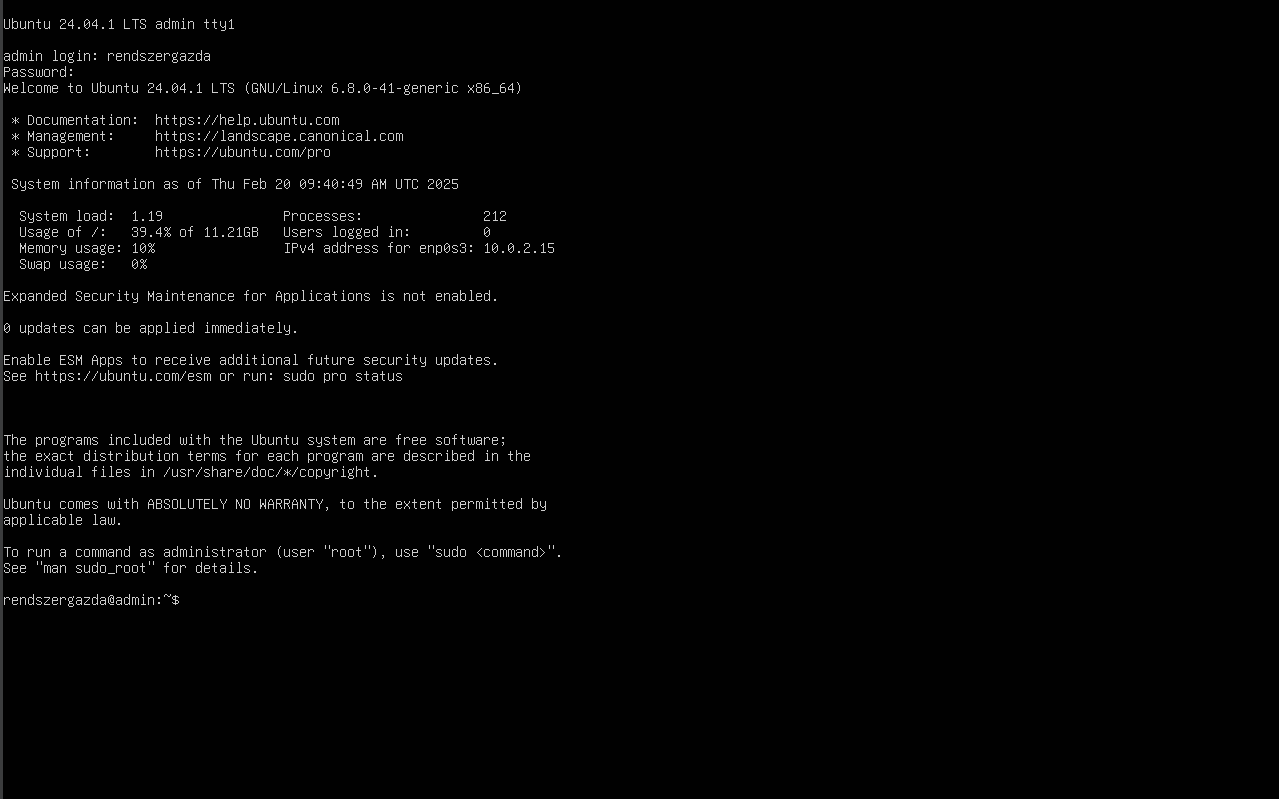 Ubuntu 24.04.1 LTS admin tty1
admin login: rendszergazda
Password:
Welcome to Ubuntu 24.04.1 LTS (GNU/Linux 6.8.0-41-generic x86_64)
* Documentation:  https://help.ubuntu.com
* Management:     https://landscape.canonical.com
* Support:        https://ubuntu.com/pro
System information as of Thu Feb 20 09:40:49 AM UTC 2025
System load:  1.19               Processes:               212
Usage of /:   39.4% of 11.21GB   Users logged in:         0
Memory usage: 10%                IPv4 address for enp0s3: 10.0.2.15
Swap usage:   0%
Expanded Security Maintenance for Applications is not enabled.
0 updates can be applied immediately.
Enable ESM Apps to receive additional future security updates.
See https://ubuntu.com/esm or run: sudo pro status
The programs included with the Ubuntu system are free software;
the exact distribution terms for each program are described in the
individual files in /usr/share/doc/*/copyright.
Ubuntu comes with ABSOLUTELY NO WARRANTY, to the extent permitted by
applicable law.
To run a command as administrator (user "root"), use "sudo <command>".
See "man sudo_root" for details.
rendszergazda@admin:~$